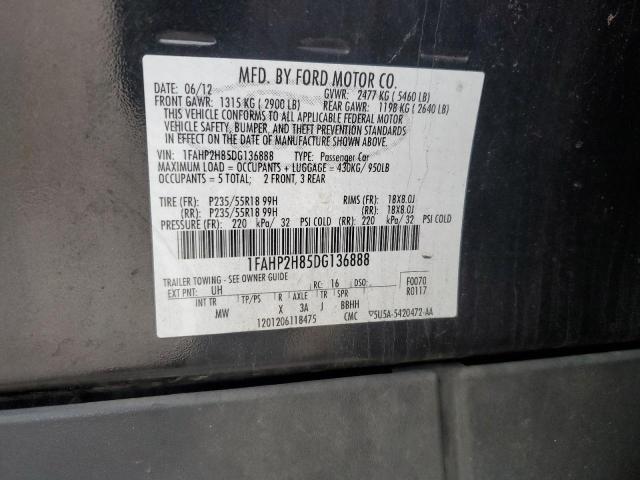 MFD. BY FORD MOTOR CO.
DATE: 06/12 GVWR: 2477 KG ( 5460 LB)
FRONT GAWR: 1315 KG ( 2900 LB) REAR GAWR: 1198 KG ( 2640 LB)
THIS VEHICLE CONFORMS TO ALL APPLICABLE FEDERAL MOTOR
VEHICLE SAFETY, BUMPER, AND THEFT PREVENTION STANDARDS
IN EFFECT ON THE DATE OF MANUFACTURE SHOWN ABOVE.
VIN: 1FAHP2H85DG136888 TYPE: Passenger Car
MAXIMUM LOAD = OCCUPANTS + LUGGAGE = 430KG/ 950LB
OCCUPANTS = 5 TOTAL: 2 FRONT, 3 REAR
TIRE (FR): P235/55R18 99H RIMS (FR): 18X8.0J
(RR): P235/55R18 99H (RR): 18X8.0J
PRESSURE (FR): 220 kPa/ 32 PSI COLD (RR): 220 kPa/ 32 PSI COLD
1FAHP2H85DG136888
TRAILER TOWING - SEE OWNER GUIDE
EXT PNT: UH RC: 16 DSO: F0070
R0117
INT TR TP/PS R AXLE TR SPR
MW X 3A J BBHH
1201206118475 CMC ▽5U5A-5420472-AA